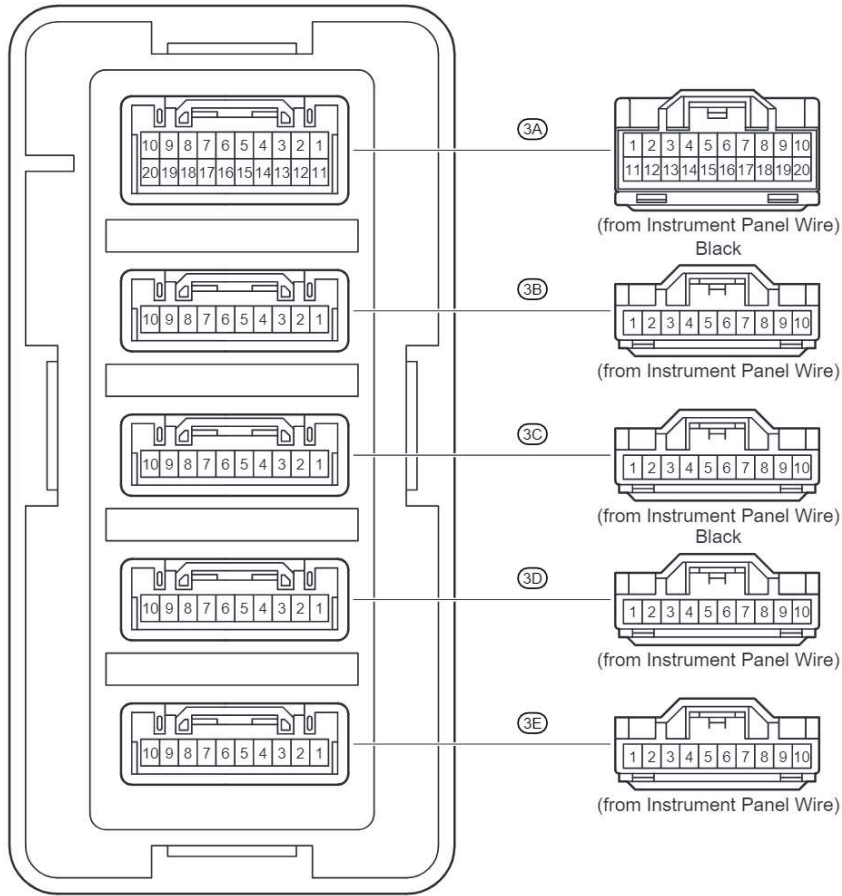 3A
10 9 8 7 6 5 4 3 2 1
20 19 18 17 16 15 14 13 12 11
1 2 3 4 5 6 7 8 9 10
11 12 13 14 15 16 17 18 19 20
(from Instrument Panel Wire)
Black
3B
10 9 8 7 6 5 4 3 2 1
1 2 3 4 5 6 7 8 9 10
(from Instrument Panel Wire)
3C
10 9 8 7 6 5 4 3 2 1
1 2 3 4 5 6 7 8 9 10
(from Instrument Panel Wire)
Black
3D
10 9 8 7 6 5 4 3 2 1
1 2 3 4 5 6 7 8 9 10
(from Instrument Panel Wire)
3E
10 9 8 7 6 5 4 3 2 1
1 2 3 4 5 6 7 8 9 10
(from Instrument Panel Wire)